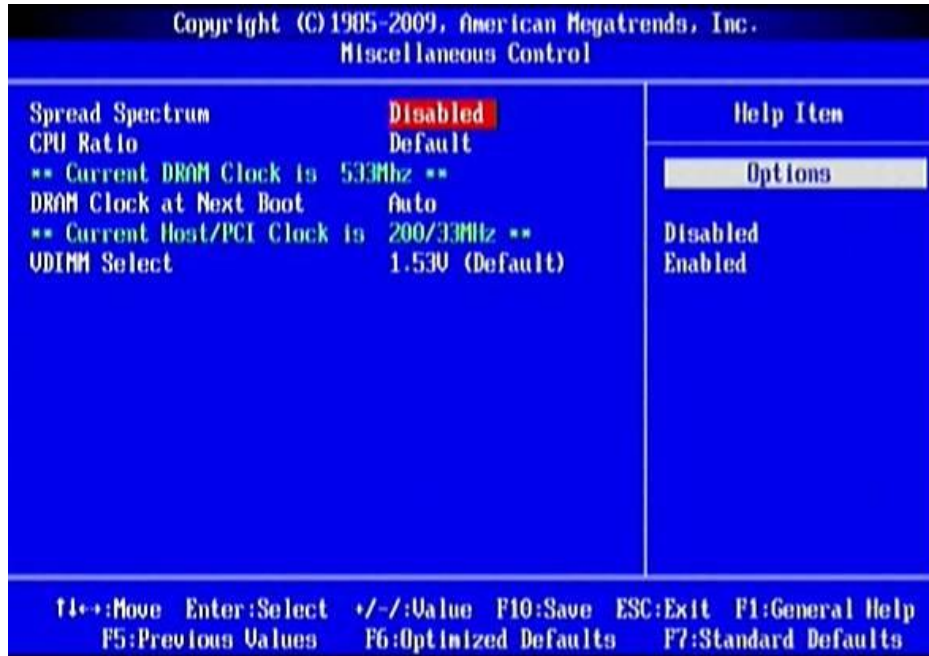 Copyright (C)1985-2009, American Megatrends, Inc.
Miscellaneous Control
Spread Spectrum Disabled
CPU Ratio Default
** Current DRAM Clock is 533Mhz **
DRAM Clock at Next Boot Auto
** Current Host/PCI Clock is 200/33MHz **
VDIMM Select 1.53V (Default)
Help Item
Options
Disabled
Enabled
↑↓←→:Move Enter:Select +/-/:Value F10:Save ESC:Exit F1:General Help
F5:Previous Values F6:Optimized Defaults F7:Standard Defaults